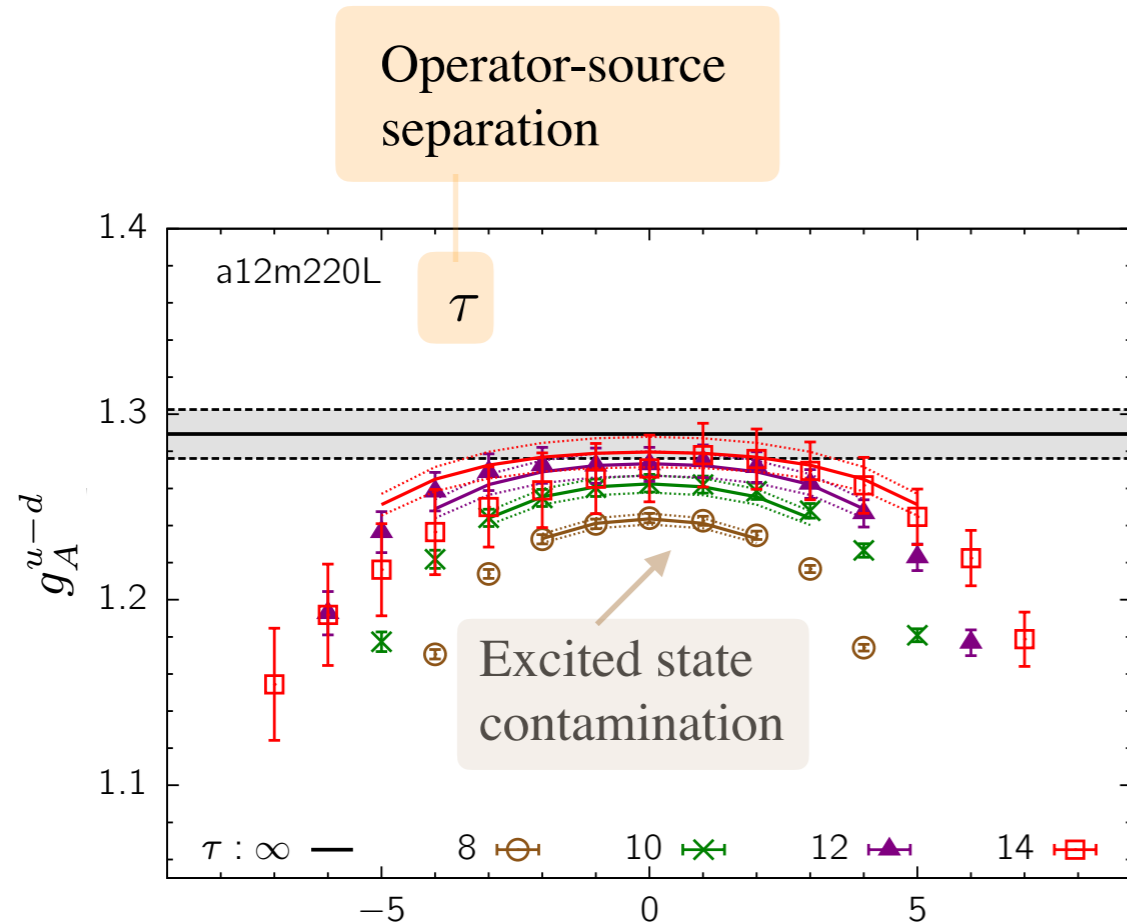 Operator-source
separation
1.4
a12m220L
τ
1.3
g_A^{u−d}
1.2
Excited state
contamination
1.1
τ : ∞ 8 10 12 14
−5 0 5